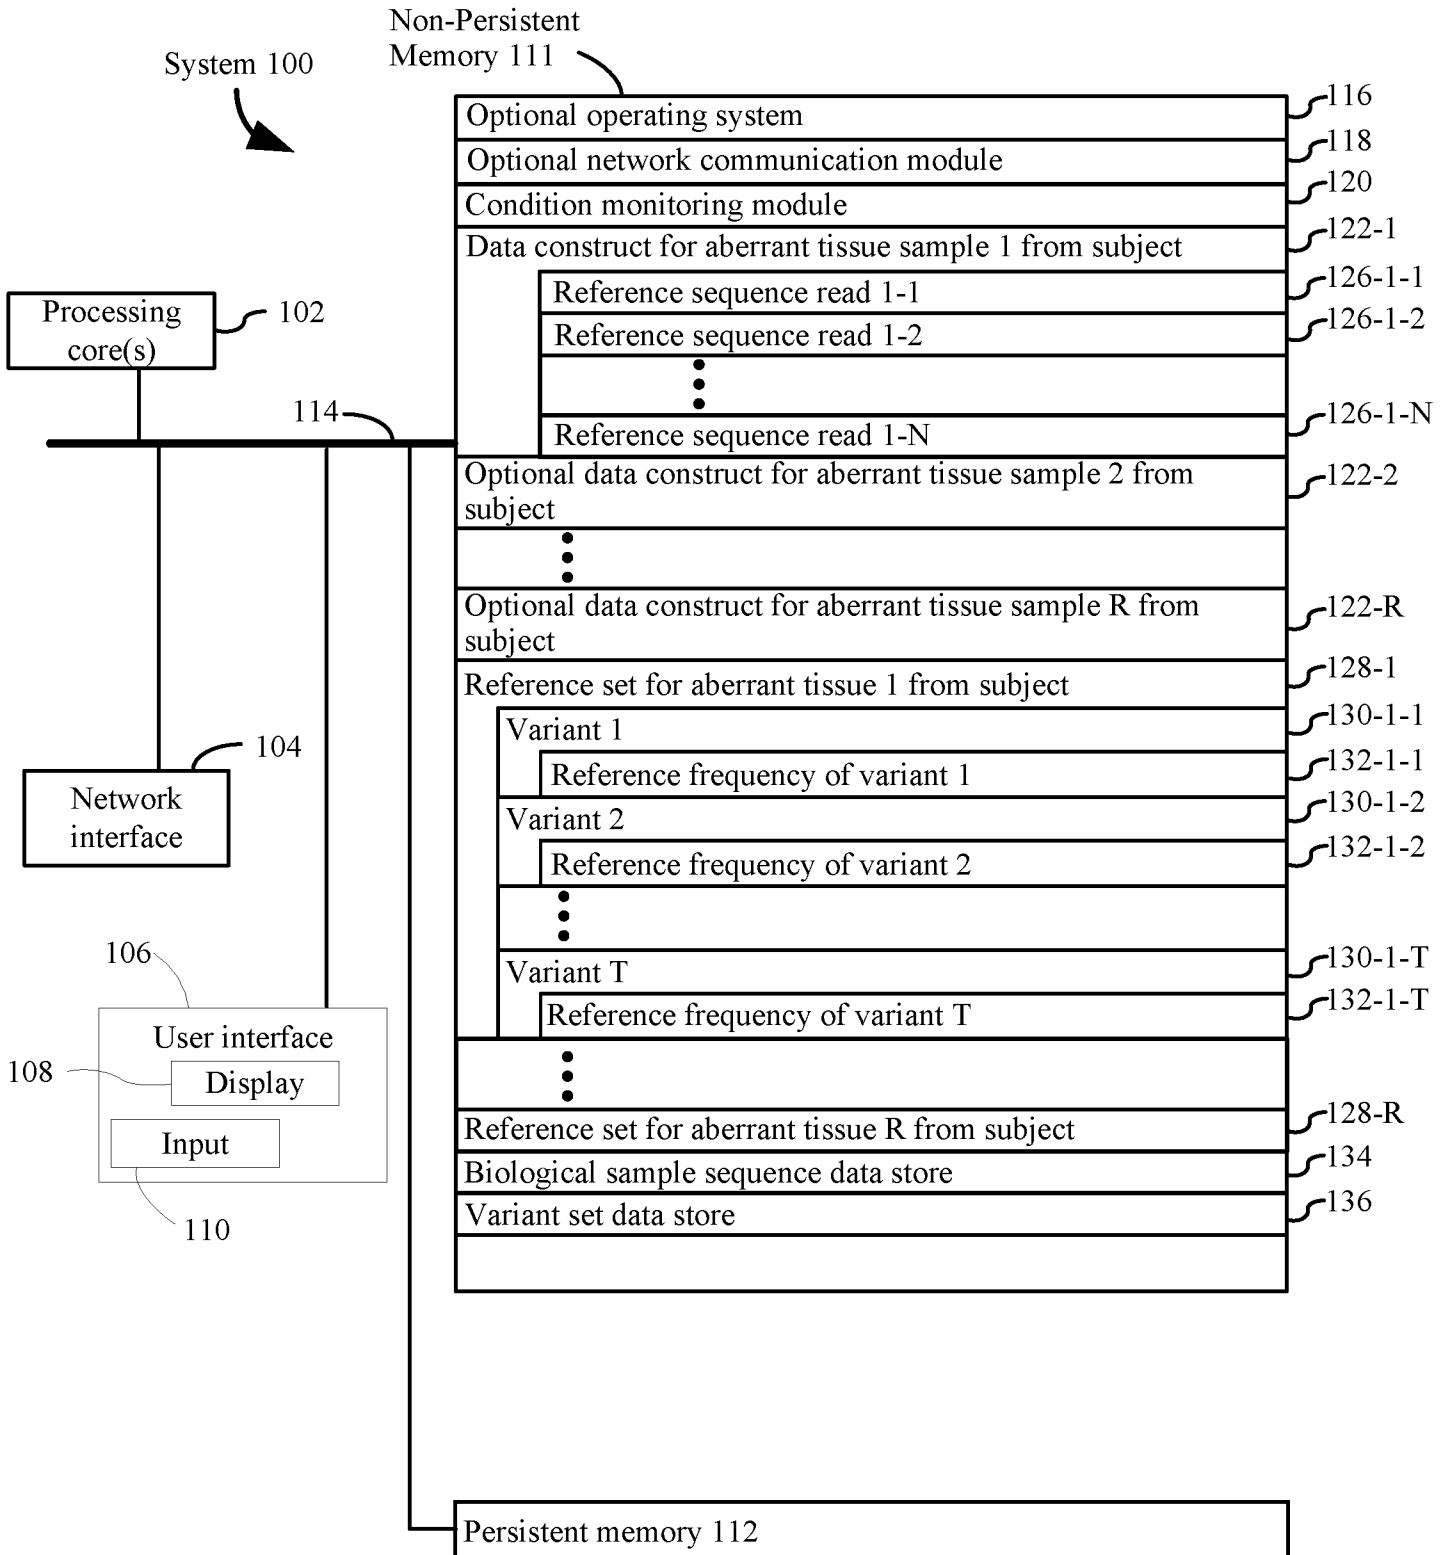 Non-Persistent
Memory 111
System 100
Optional operating system
116
Optional network communication module
118
Condition monitoring module
120
Data construct for aberrant tissue sample 1 from subject
122-1
Reference sequence read 1-1
126-1-1
Reference sequence read 1-2
126-1-2
Reference sequence read 1-N
126-1-N
Optional data construct for aberrant tissue sample 2 from
subject
122-2
Optional data construct for aberrant tissue sample R from
subject
122-R
Reference set for aberrant tissue 1 from subject
128-1
Variant 1
130-1-1
Reference frequency of variant 1
132-1-1
Variant 2
130-1-2
Reference frequency of variant 2
132-1-2
Variant T
130-1-T
Reference frequency of variant T
132-1-T
Reference set for aberrant tissue R from subject
128-R
Biological sample sequence data store
134
Variant set data store
136
Processing
core(s)
102
114
104
Network
interface
106
User interface
108
Display
Input
110
Persistent memory 112